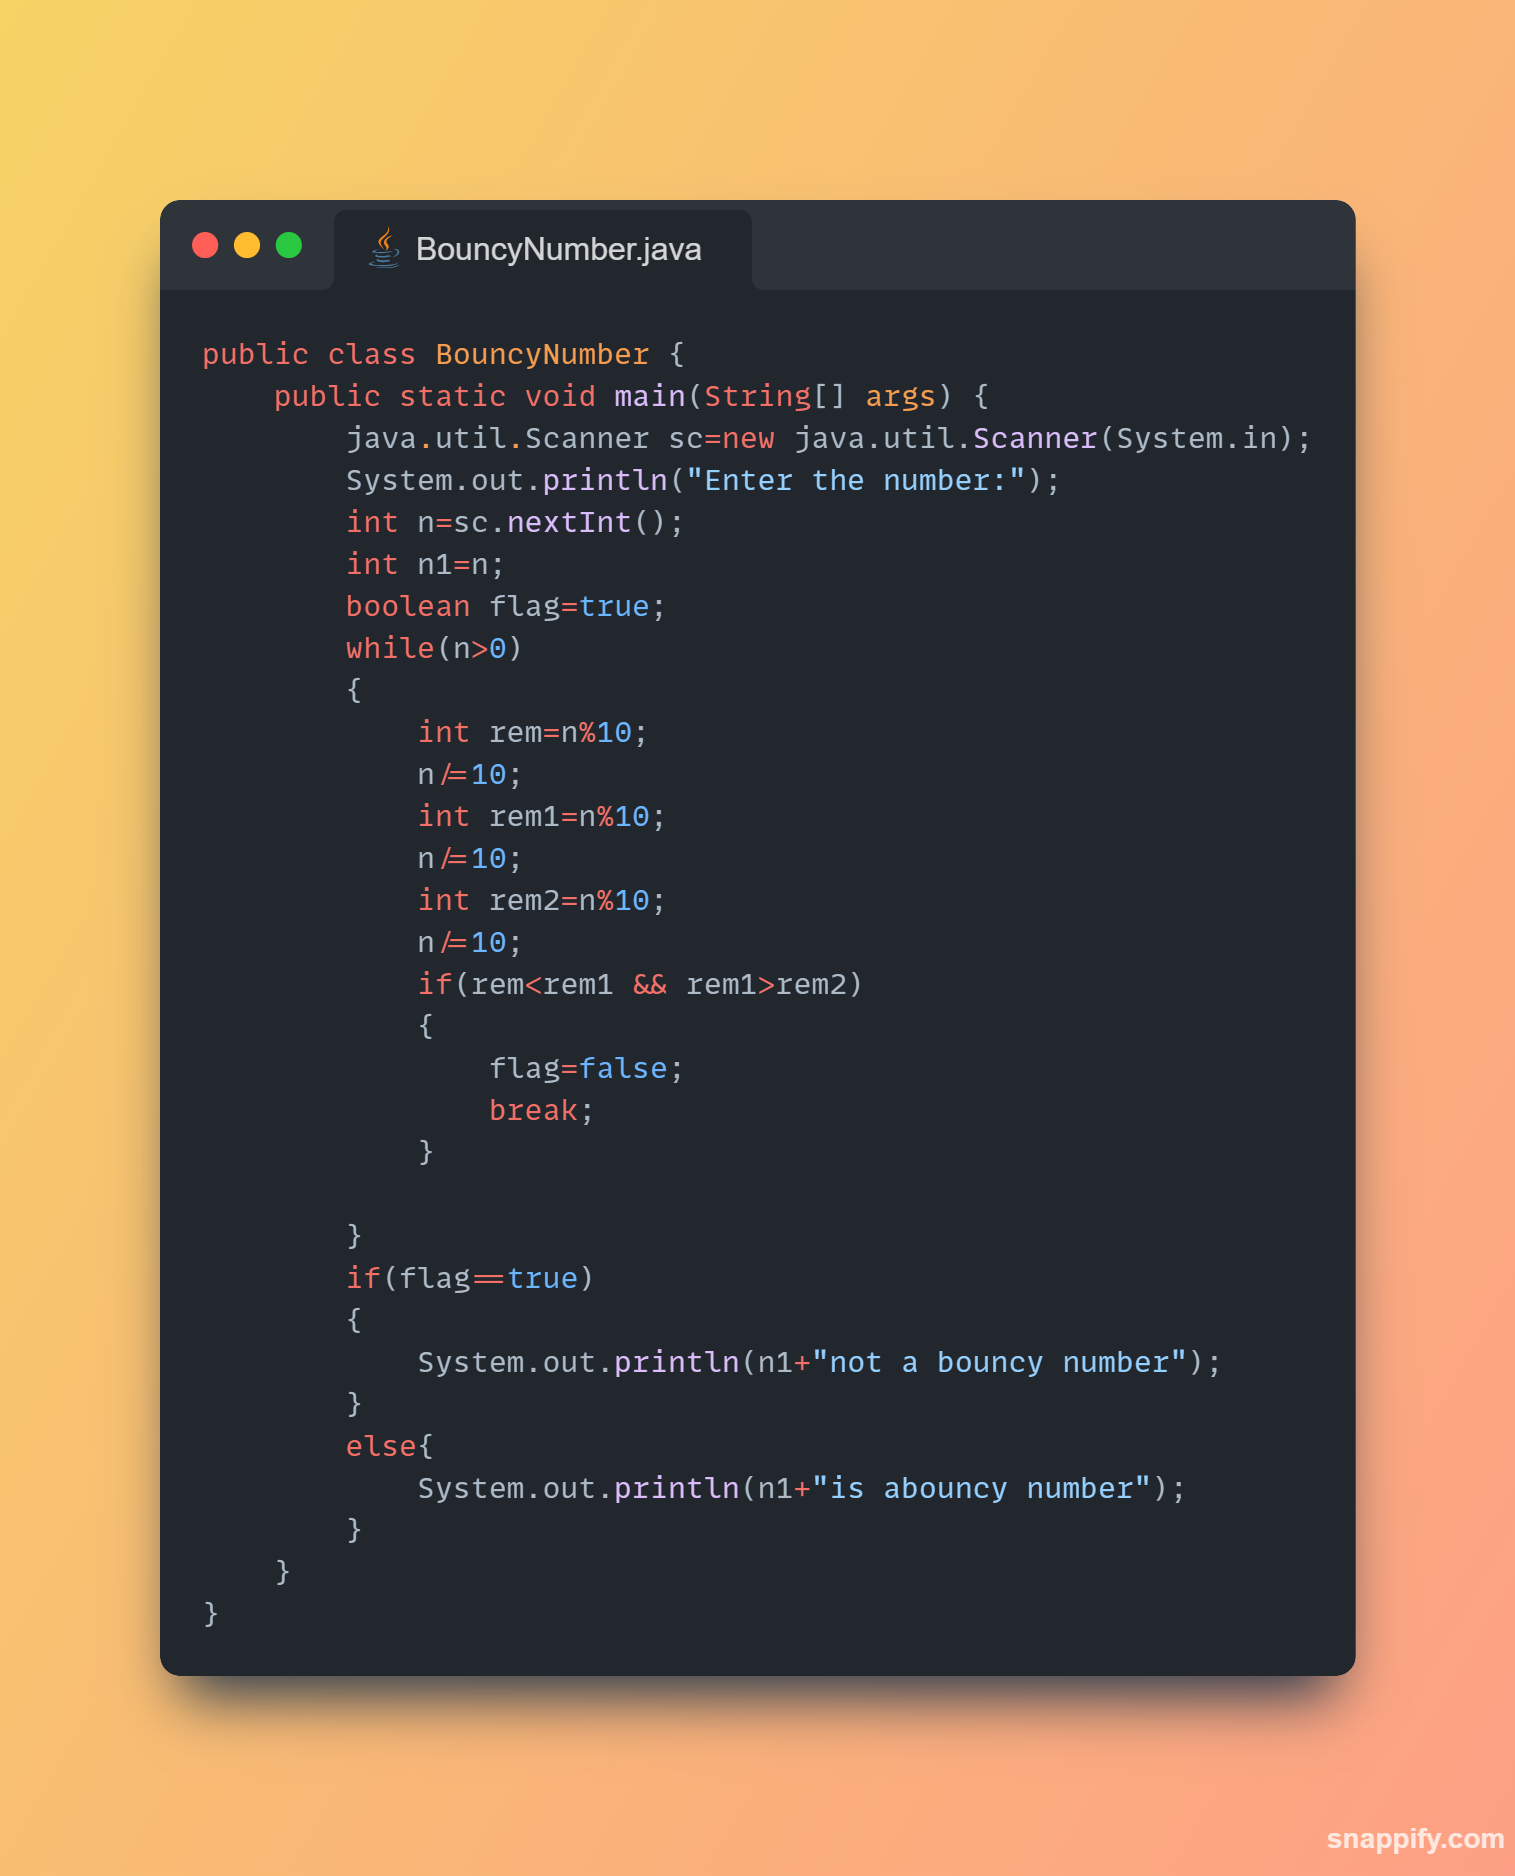 BouncyNumber.java
public class BouncyNumber {
    public static void main(String[] args) {
        java.util.Scanner sc=new java.util.Scanner(System.in);
        System.out.println("Enter the number:");
        int n=sc.nextInt();
        int n1=n;
        boolean flag=true;
        while(n>0)
        {
            int rem=n%10;
            n/=10;
            int rem1=n%10;
            n/=10;
            int rem2=n%10;
            n/=10;
            if(rem<rem1 && rem1>rem2)
            {
                flag=false;
                break;
            }
        }
        if(flag==true)
        {
            System.out.println(n1+"not a bouncy number");
        }
        else{
            System.out.println(n1+"is abouncy number");
        }
    }
}
snappify.com